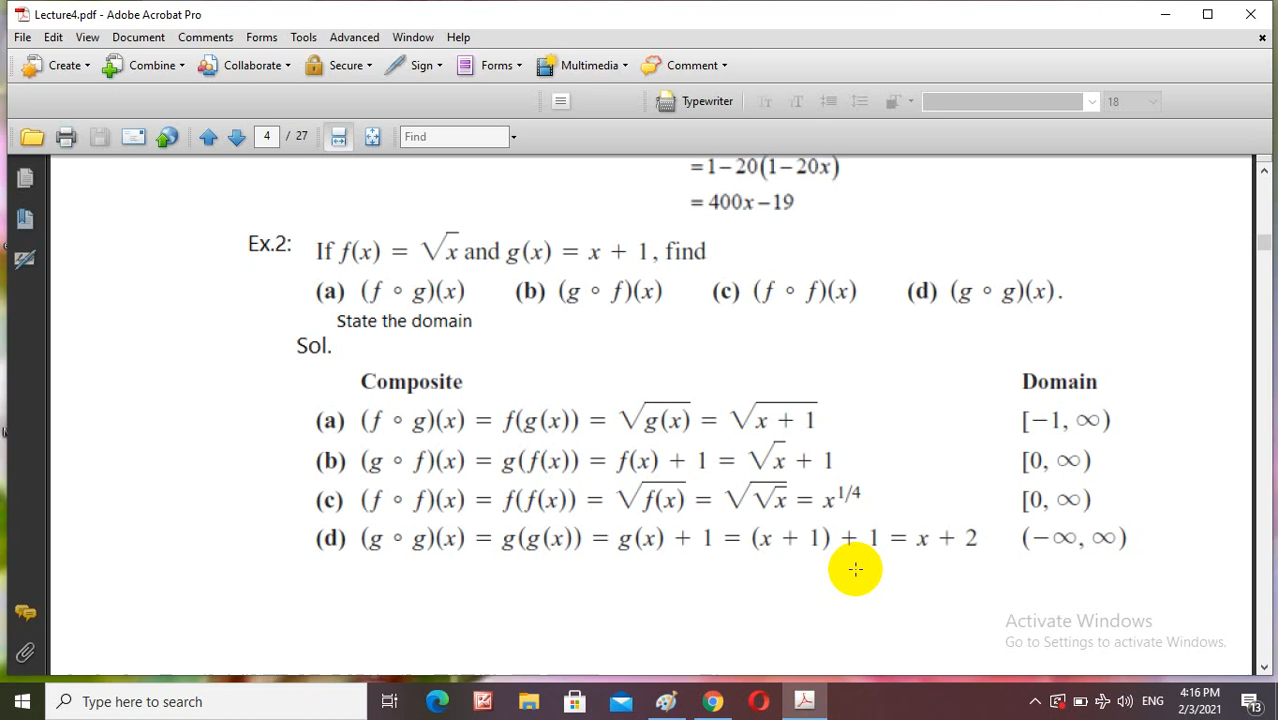 Lecture4.pdf - Adobe Acrobat Pro
File Edit View Document Comments Forms Tools Advanced Window Help
Create Combine Collaborate Secure Sign Forms Multimedia Comment
Typewriter 18
4 / 27 Find
=1−20(1−20x)
= 400x−19
Ex.2: If f(x) = √x and g(x) = x + 1, find
(a) (f ∘ g)(x) (b) (g ∘ f)(x) (c) (f ∘ f)(x) (d) (g ∘ g)(x).
State the domain
Sol.
Composite Domain
(a) (f ∘ g)(x) = f(g(x)) = √g(x) = √x + 1 [−1, ∞)
(b) (g ∘ f)(x) = g(f(x)) = f(x) + 1 = √x + 1 [0, ∞)
(c) (f ∘ f)(x) = f(f(x)) = √f(x) = √√x = x^1/4 [0, ∞)
(d) (g ∘ g)(x) = g(g(x)) = g(x) + 1 = (x + 1) + 1 = x + 2 (−∞, ∞)
Activate Windows
Go to Settings to activate Windows.
Type here to search
ENG
4:16 PM
2/3/2021
13